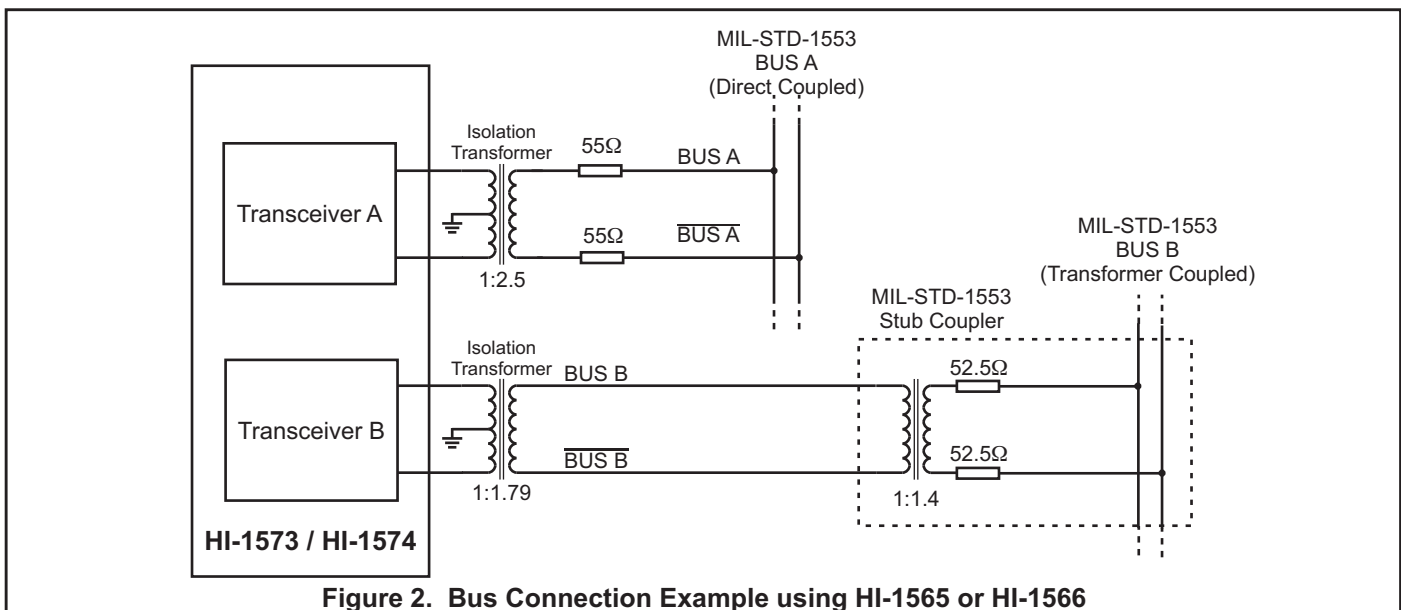 MIL-STD-1553
BUS A
(Direct Coupled)
Isolation
Transformer
55Ω
BUS A
Transceiver A
55Ω
BUS A
1:2.5
MIL-STD-1553
BUS B
(Transformer Coupled)
MIL-STD-1553
Stub Coupler
Isolation
Transformer
BUS B
52.5Ω
Transceiver B
BUS B
52.5Ω
1:1.79
1:1.4
HI-1573 / HI-1574
Figure 2. Bus Connection Example using HI-1565 or HI-1566